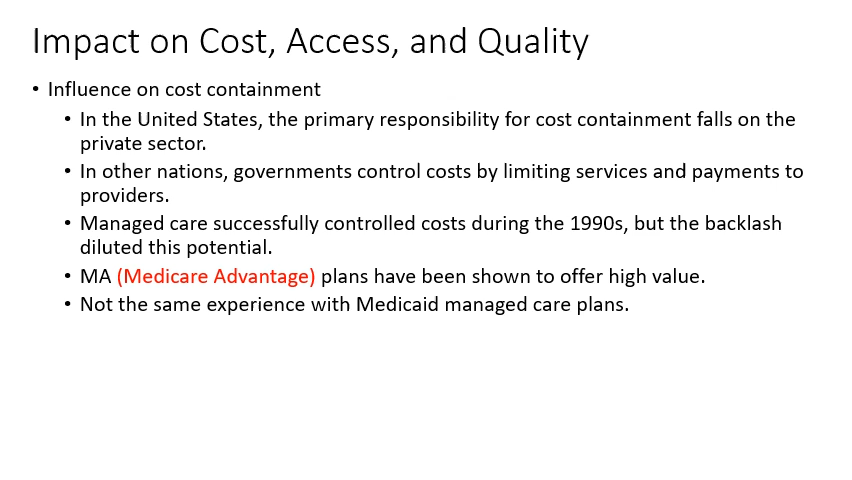 Impact on Cost, Access, and Quality
• Influence on cost containment
• In the United States, the primary responsibility for cost containment falls on the
private sector.
• In other nations, governments control costs by limiting services and payments to
providers.
• Managed care successfully controlled costs during the 1990s, but the backlash
diluted this potential.
• MA (Medicare Advantage) plans have been shown to offer high value.
• Not the same experience with Medicaid managed care plans.